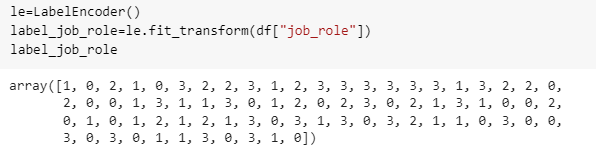 le=LabelEncoder()
label_job_role=le.fit_transform(df["job_role"])
label_job_role
array([1, 0, 2, 1, 0, 3, 2, 2, 3, 1, 2, 3, 3, 3, 3, 3, 3, 1, 3, 2, 2, 0,
2, 0, 0, 1, 3, 1, 1, 3, 0, 1, 2, 0, 2, 3, 0, 2, 1, 3, 1, 0, 0, 2,
0, 1, 0, 1, 2, 1, 2, 1, 3, 0, 3, 1, 3, 0, 3, 2, 1, 1, 0, 3, 0, 0,
3, 0, 3, 0, 1, 1, 3, 0, 3, 1, 0])